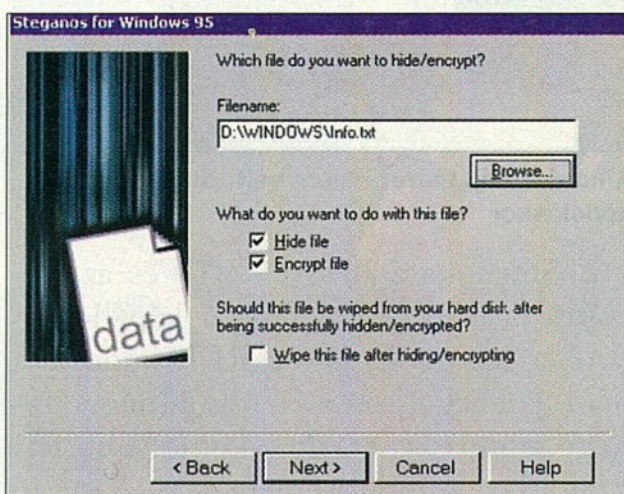 Steganos for Windows 95
Which file do you want to hide/encrypt?
Filename:
D:\WINDOWS\Info.txt
Browse...
What do you want to do with this file?
Hide file
Encrypt file
data
Should this file be wiped from your hard disk after
being successfully hidden/encrypted?
Wipe this file after hiding/encrypting
< Back
Next >
Cancel
Help